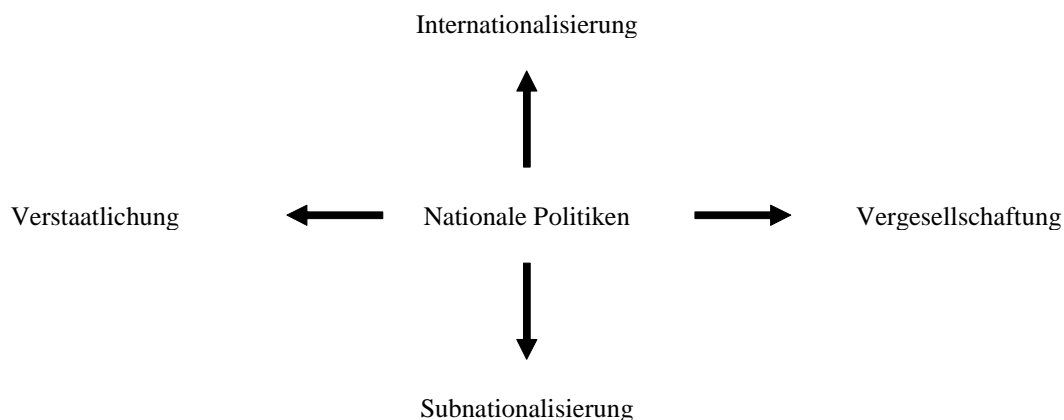 Internationalisierung
Verstaatlichung
Nationale Politiken
Vergesellschaftung
Subnationalisierung